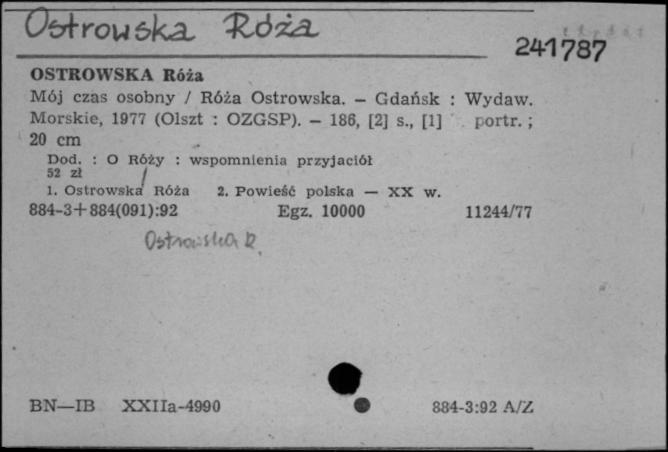 Ostrowska Róża
241787
OSTROWSKA Róża
Mój czas osobny / Róża Ostrowska. — Gdańsk : Wydaw.
Morskie, 1977 (Olszt : OZGSP). — 186, [2] s., [1] portr. ;
20 cm
Dod. : O Róży : wspomnienia przyjaciół
52 zł
1. Ostrowska Róża 2. Powieść polska — XX w.
884-3+884(091):92 Egz. 10000 11244/77
Ostrowska R.
BN—IB XXIIa-4990 884-3:92 A/Z